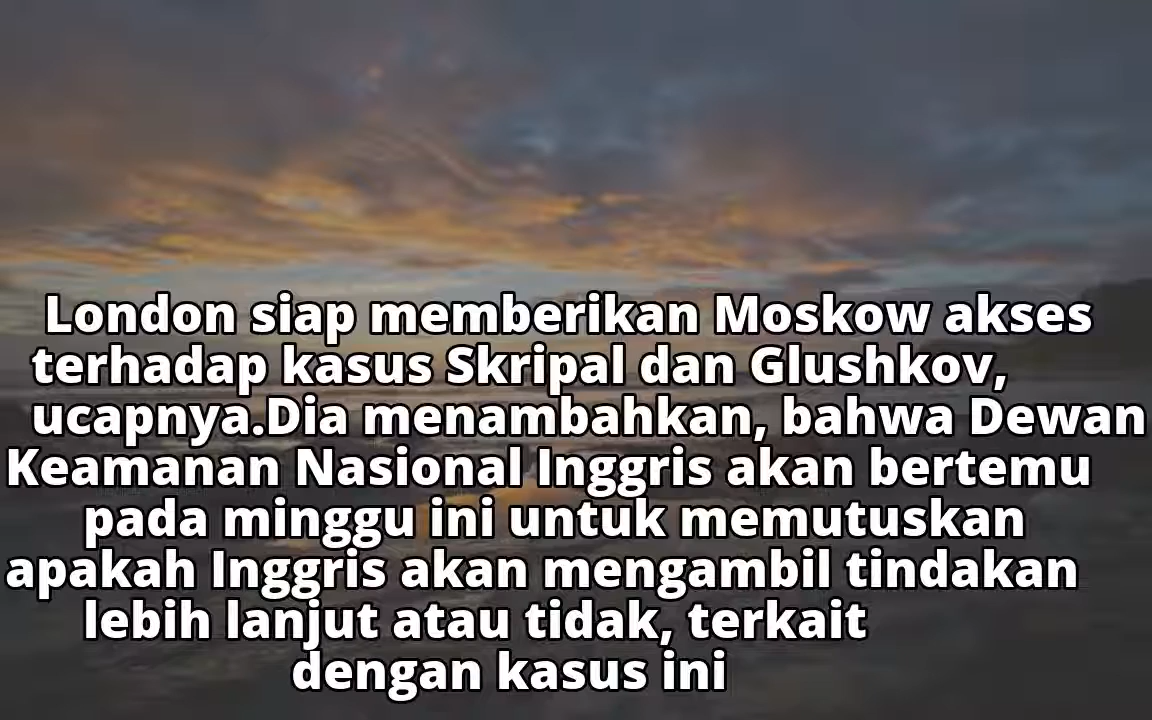 London siap memberikan Moskow akses
terhadap kasus Skripal dan Glushkov,
ucapnya.Dia menambahkan, bahwa Dewan
Keamanan Nasional Inggris akan bertemu
pada minggu ini untuk memutuskan
apakah Inggris akan mengambil tindakan
lebih lanjut atau tidak, terkait
dengan kasus ini